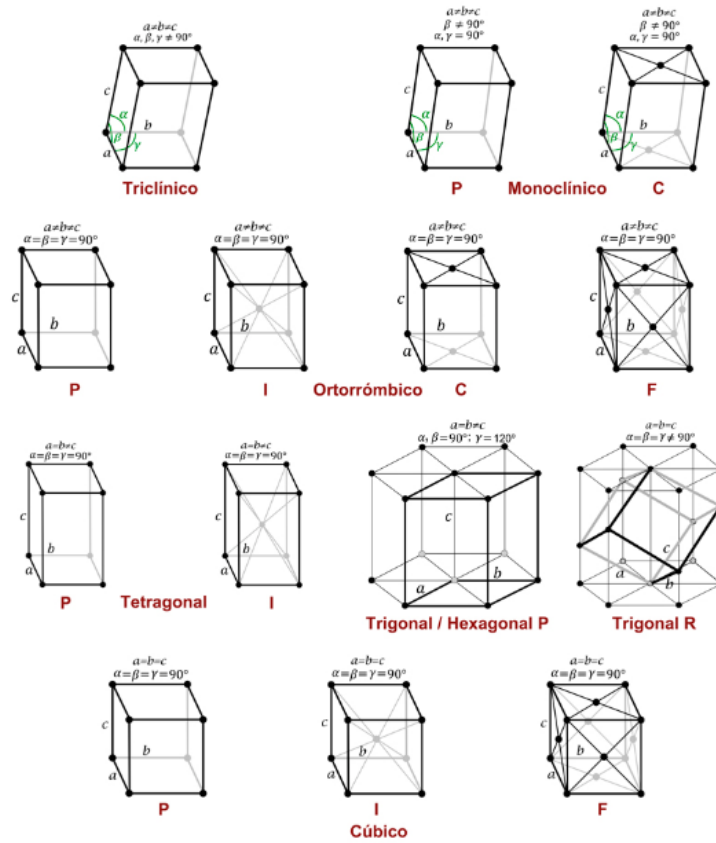 a≠b≠c
α, β, γ ≠ 90°
c
α
β
γ
b
a
Triclínico
a≠b≠c
β ≠ 90°
α, γ = 90°
c
α
β
γ
b
a
P
Monoclínico
a≠b≠c
β ≠ 90°
α, γ = 90°
c
α
β
γ
b
a
C
a≠b≠c
α=β=γ=90°
c
b
a
P
a≠b≠c
α=β=γ=90°
c
b
a
I
Ortorrómbico
a≠b≠c
α=β=γ=90°
c
b
a
C
a≠b≠c
α=β=γ=90°
c
b
a
F
a=b≠c
α=β=γ=90°
c
b
a
P
Tetragonal
a=b≠c
α=β=γ=90°
c
b
a
I
a=b≠c
α, β=90°; γ=120°
c
a
b
Trigonal / Hexagonal P
a=b=c
α=β=γ≠90°
c
a
b
Trigonal R
a=b=c
α=β=γ=90°
c
b
a
P
a=b=c
α=β=γ=90°
c
b
a
I
Cúbico
a=b=c
α=β=γ=90°
c
b
a
F